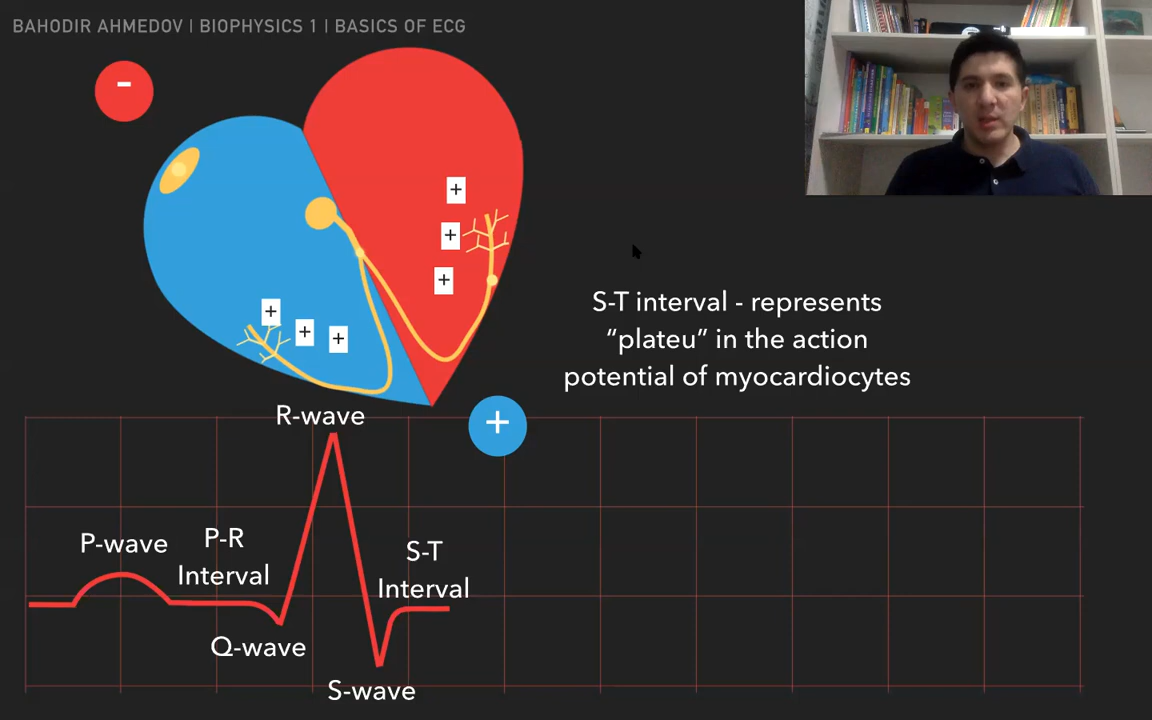 BAHODIR AHMEDOV | BIOPHYSICS 1 | BASICS OF ECG
-
+
+
+
+
+
+
S-T interval - represents
“plateu” in the action
potential of myocardiocytes
R-wave
+
P-wave
P-R
Interval
S-T
Interval
Q-wave
S-wave